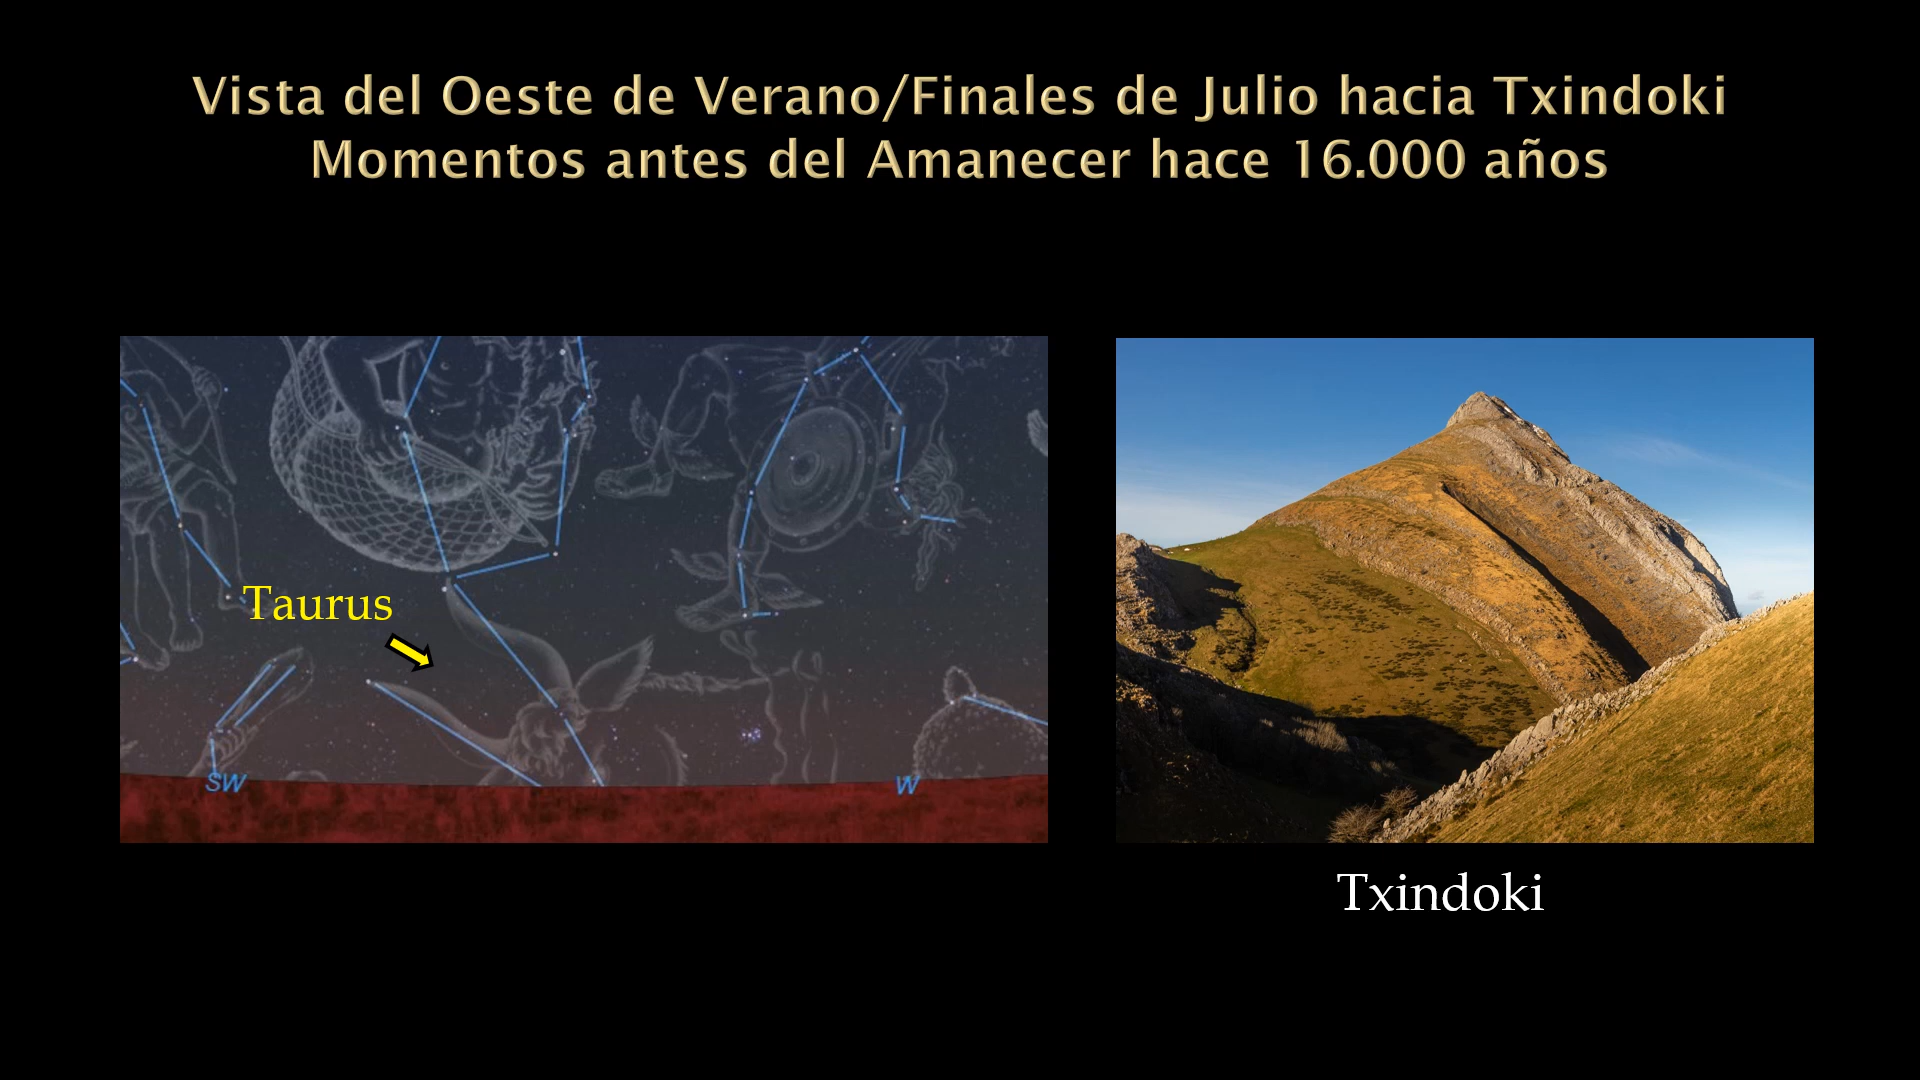 Vista del Oeste de Verano/Finales de Julio hacia Txindoki
Momentos antes del Amanecer hace 16.000 años
Taurus
SW
W
Txindoki